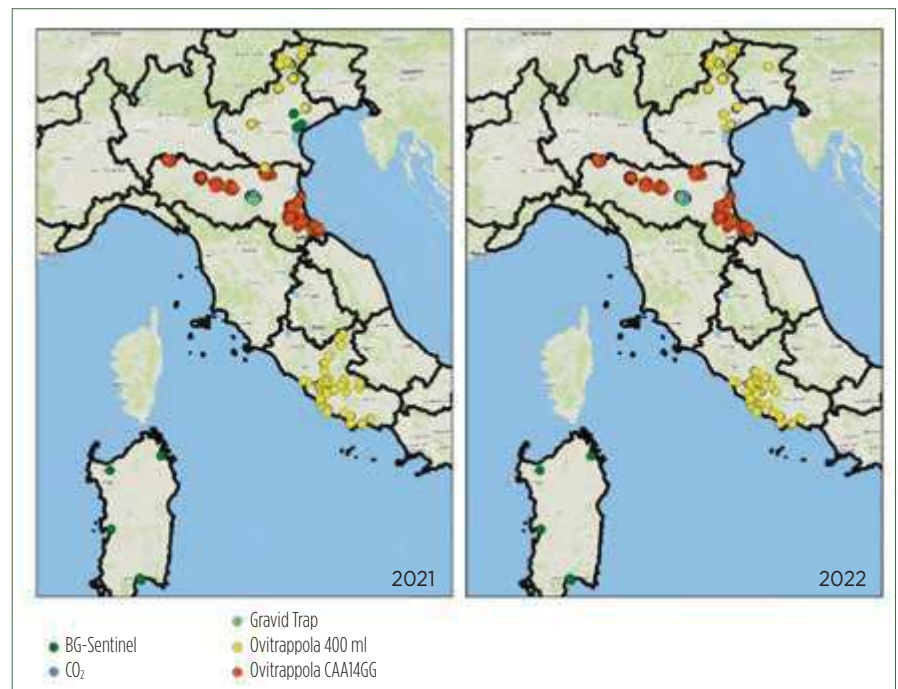 2021
2022
Gravid Trap
BG-Sentinel
Ovitrappola 400 ml
CO₂
Ovitrappola CAA14GG